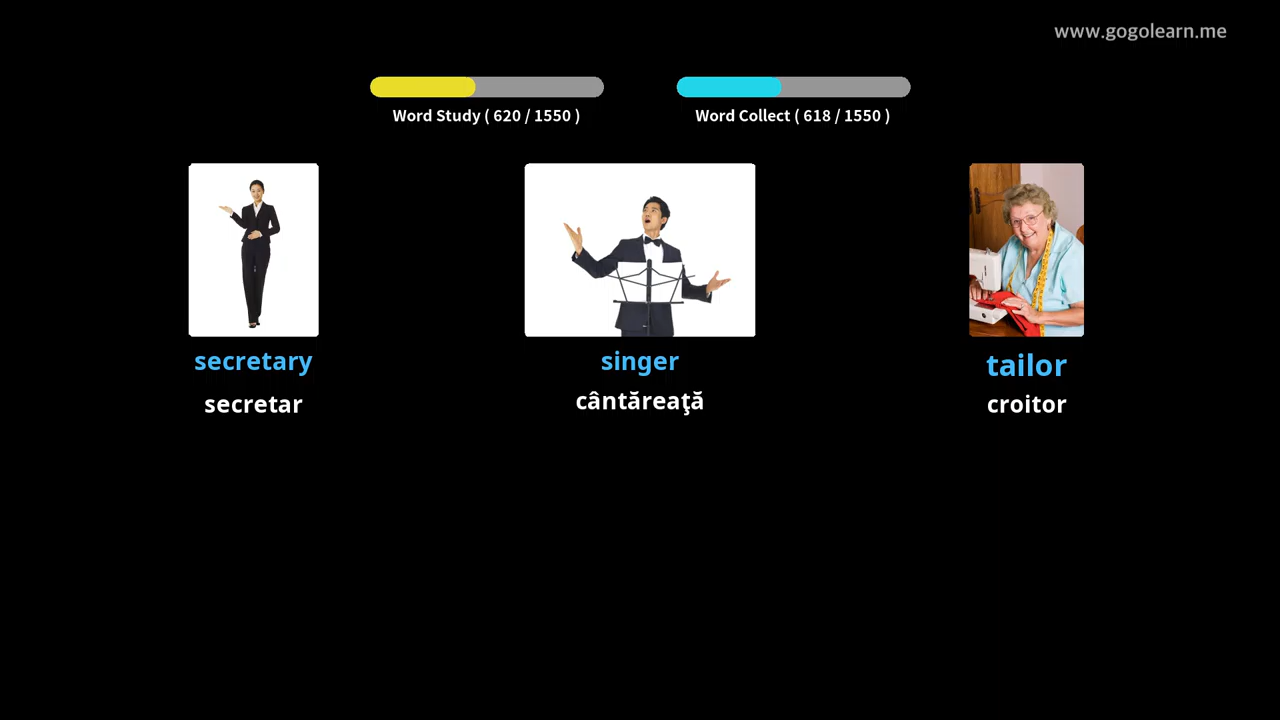 www.gogolearn.me
Word Study ( 620 / 1550 )
Word Collect ( 618 / 1550 )
secretary
singer
tailor
secretar
cântăreaţă
croitor